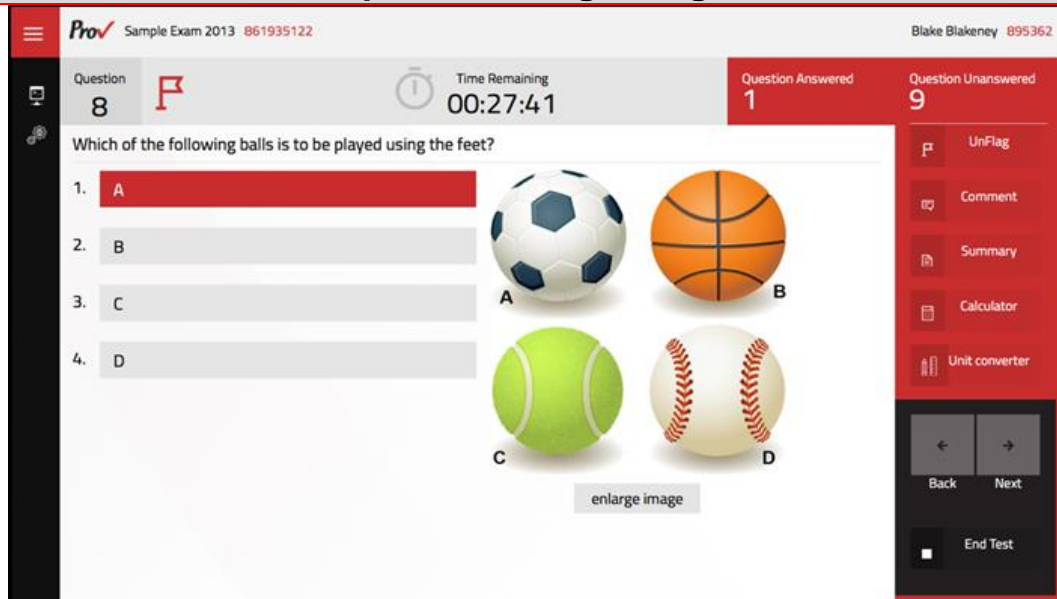 Prov Sample Exam 2013 861935122
Blake Blakeney 895362
Question
8
Time Remaining
00:27:41
Question Answered
1
Question Unanswered
9
Which of the following balls is to be played using the feet?
1. A
2. B
3. C
4. D
A
B
C
D
enlarge image
UnFlag
Comment
Summary
Calculator
Unit converter
Back
Next
End Test